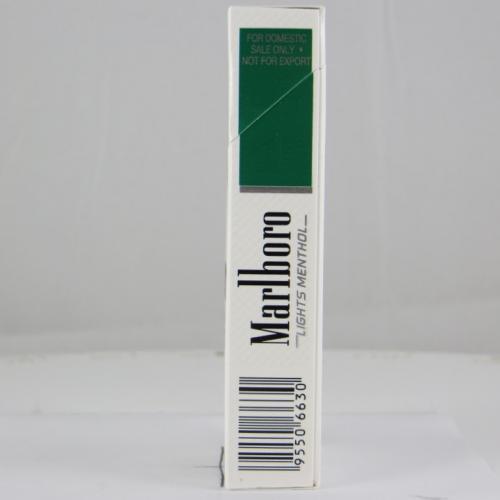 FOR DOMESTIC
SALE ONLY •
NOT FOR EXPORT
Marlboro
LIGHTS MENTHOL
9550 6630